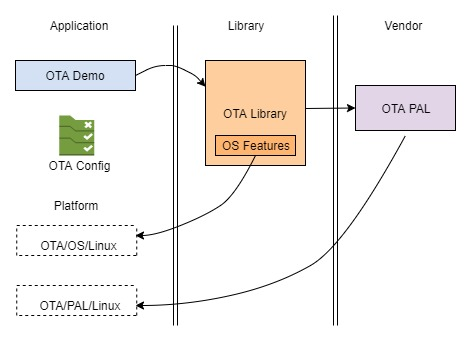 Application
Library
Vendor
OTA Demo
OTA Library
OS Features
OTA PAL
OTA Config
Platform
OTA/OS/Linux
OTA/PAL/Linux